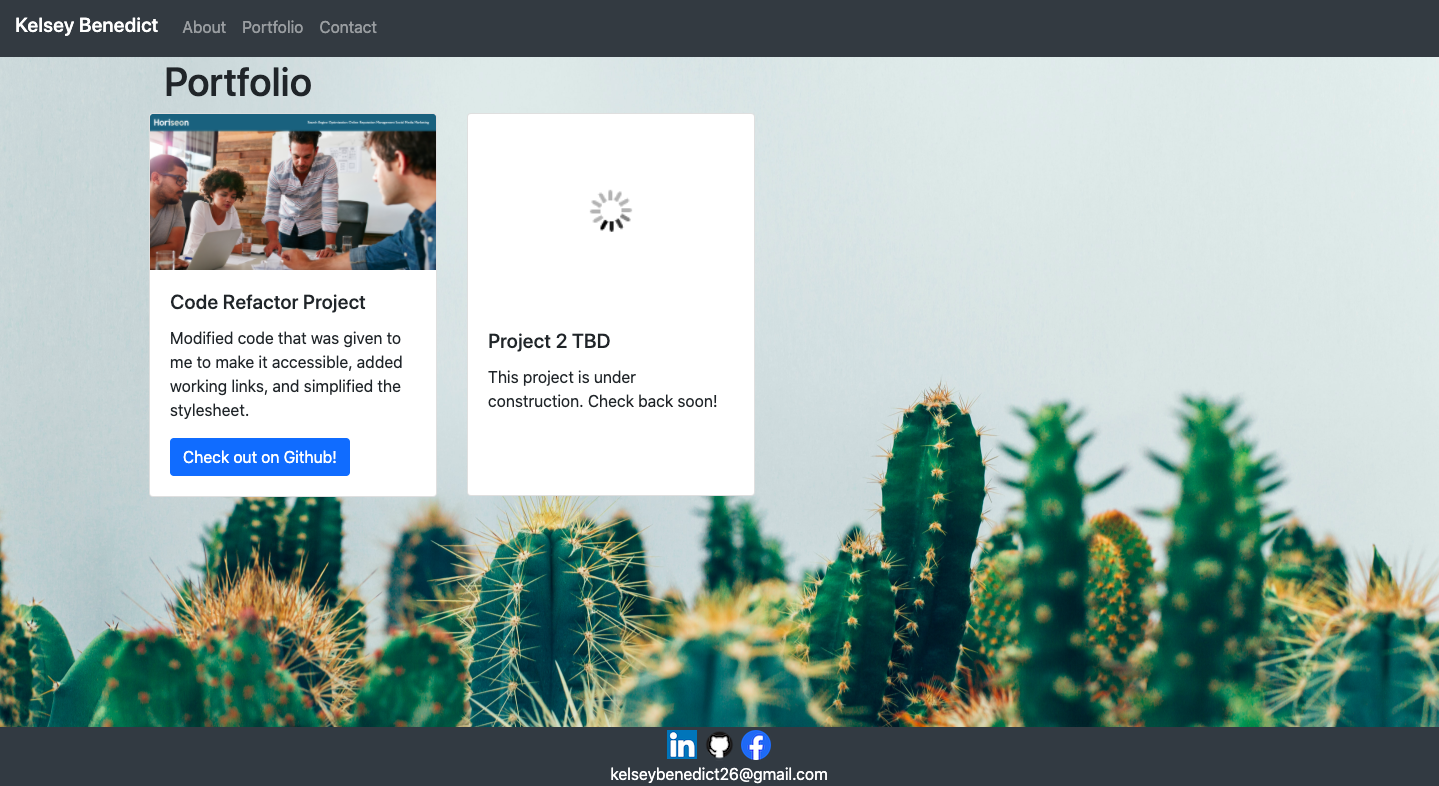 Kelsey Benedict About Portfolio Contact
Portfolio
Horiseon
Search Engine Optimization Online Reputation Management Social Media Marketing
Code Refactor Project
Modified code that was given to
me to make it accessible, added
working links, and simplified the
stylesheet.
Check out on Github!
Project 2 TBD
This project is under
construction. Check back soon!
in f
kelseybenedict26@gmail.com